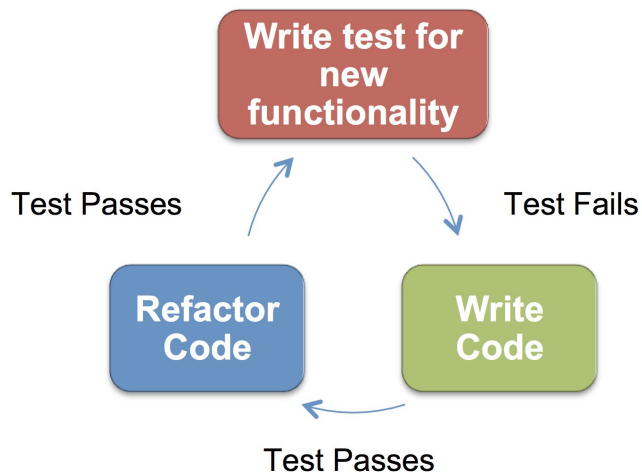 Write test for
new
functionality
Test Passes
Test Fails
Refactor
Code
Write
Code
Test Passes